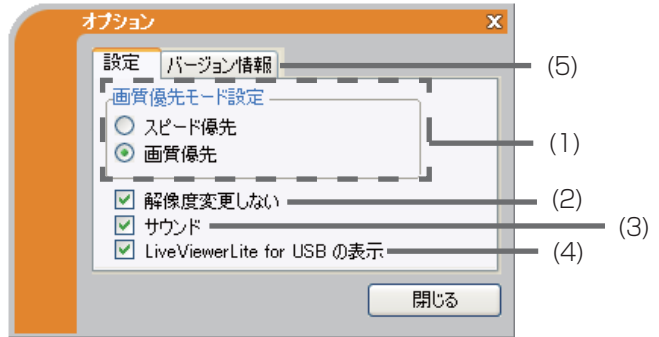 オプション X
設定 バージョン情報 (5)
画質優先モード設定
スピード優先 (1)
画質優先
解像度変更しない (2)
サウンド (3)
LiveViewerLite for USB の表示 (4)
閉じる